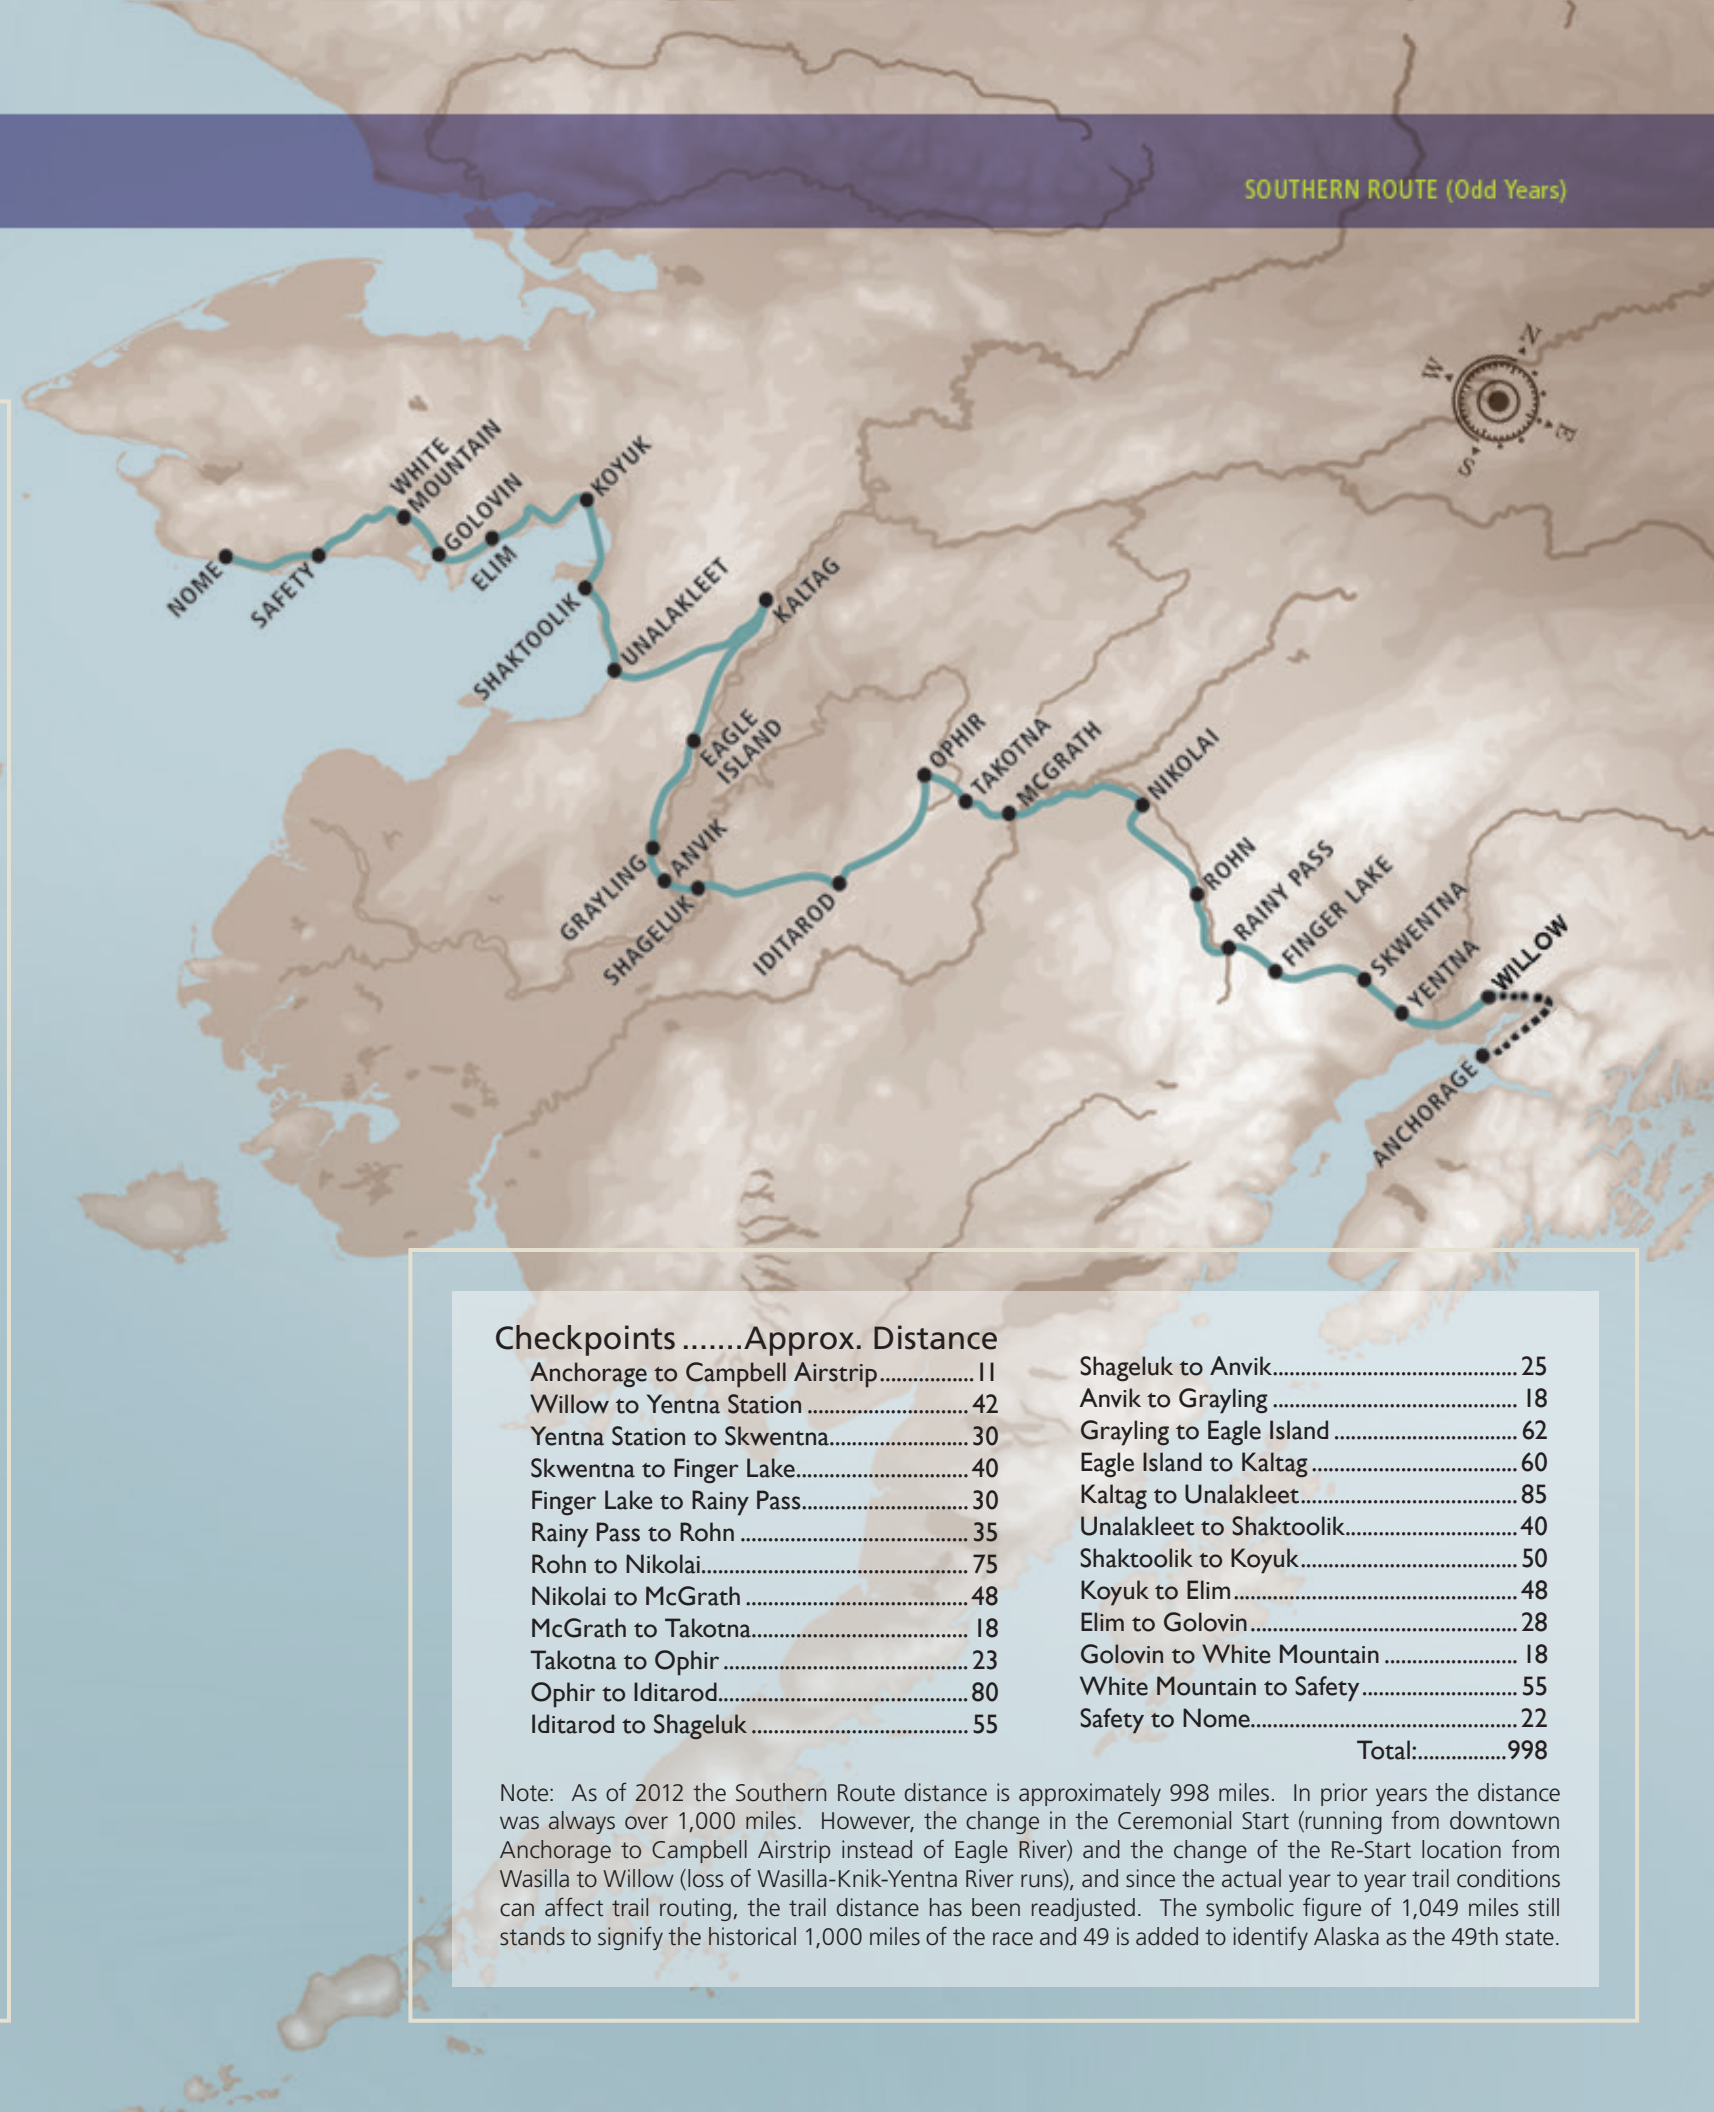 SOUTHERN ROUTE (Odd Years)
N
W
E
S
WHITE
MOUNTAIN
KOYUK
GOLOVIN
ELIM
NOME
SAFETY
SHAKTOOLIK
UNALAKLEET
KALTAG
EAGLE
ISLAND
OPHIR
TAKOTNA
MCGRATH
NIKOLAI
GRAYLING
ANVIK
SHAGELUK
IDITAROD
ROHN
RAINY PASS
FINGER LAKE
SKWENTNA
YENTNA
WILLOW
ANCHORAGE
Checkpoints .......Approx. Distance
Anchorage to Campbell Airstrip.................11
Willow to Yentna Station .............................42
Yentna Station to Skwentna.........................30
Skwentna to Finger Lake...............................40
Finger Lake to Rainy Pass..............................30
Rainy Pass to Rohn .........................................35
Rohn to Nikolai................................................75
Nikolai to McGrath ........................................48
McGrath to Takotna.......................................18
Takotna to Ophir ............................................23
Ophir to Iditarod.............................................80
Iditarod to Shageluk .......................................55
Shageluk to Anvik............................................25
Anvik to Grayling ............................................18
Grayling to Eagle Island .................................62
Eagle Island to Kaltag .....................................60
Kaltag to Unalakleet.......................................85
Unalakleet to Shaktoolik...............................40
Shaktoolik to Koyuk.......................................50
Koyuk to Elim...................................................48
Elim to Golovin................................................28
Golovin to White Mountain ........................18
White Mountain to Safety............................55
Safety to Nome................................................22
Total:................998
Note: As of 2012 the Southern Route distance is approximately 998 miles. In prior years the distance
was always over 1,000 miles. However, the change in the Ceremonial Start (running from downtown
Anchorage to Campbell Airstrip instead of Eagle River) and the change of the Re-Start location from
Wasilla to Willow (loss of Wasilla-Knik-Yentna River runs), and since the actual year to year trail conditions
can affect trail routing, the trail distance has been readjusted. The symbolic figure of 1,049 miles still
stands to signify the historical 1,000 miles of the race and 49 is added to identify Alaska as the 49th state.